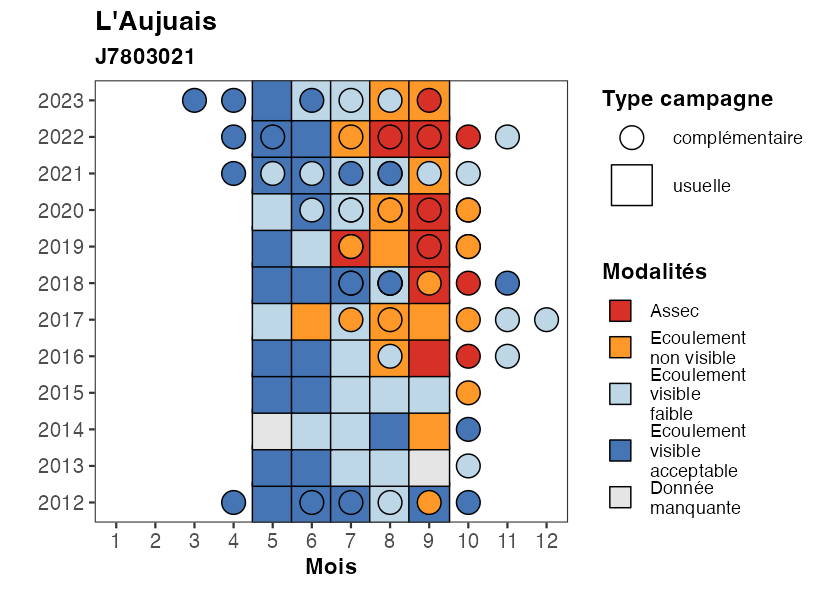 L'Aujuais
J7803021
2023
2022
2021
2020
2019
2018
2017
2016
2015
2014
2013
2012
1 2 3 4 5 6 7 8 9 10 11 12
Mois
Type campagne
complémentaire
usuelle
Modalités
Assec
Ecoulement
non visible
Ecoulement
visible
faible
Ecoulement
visible
acceptable
Donnée
manquante